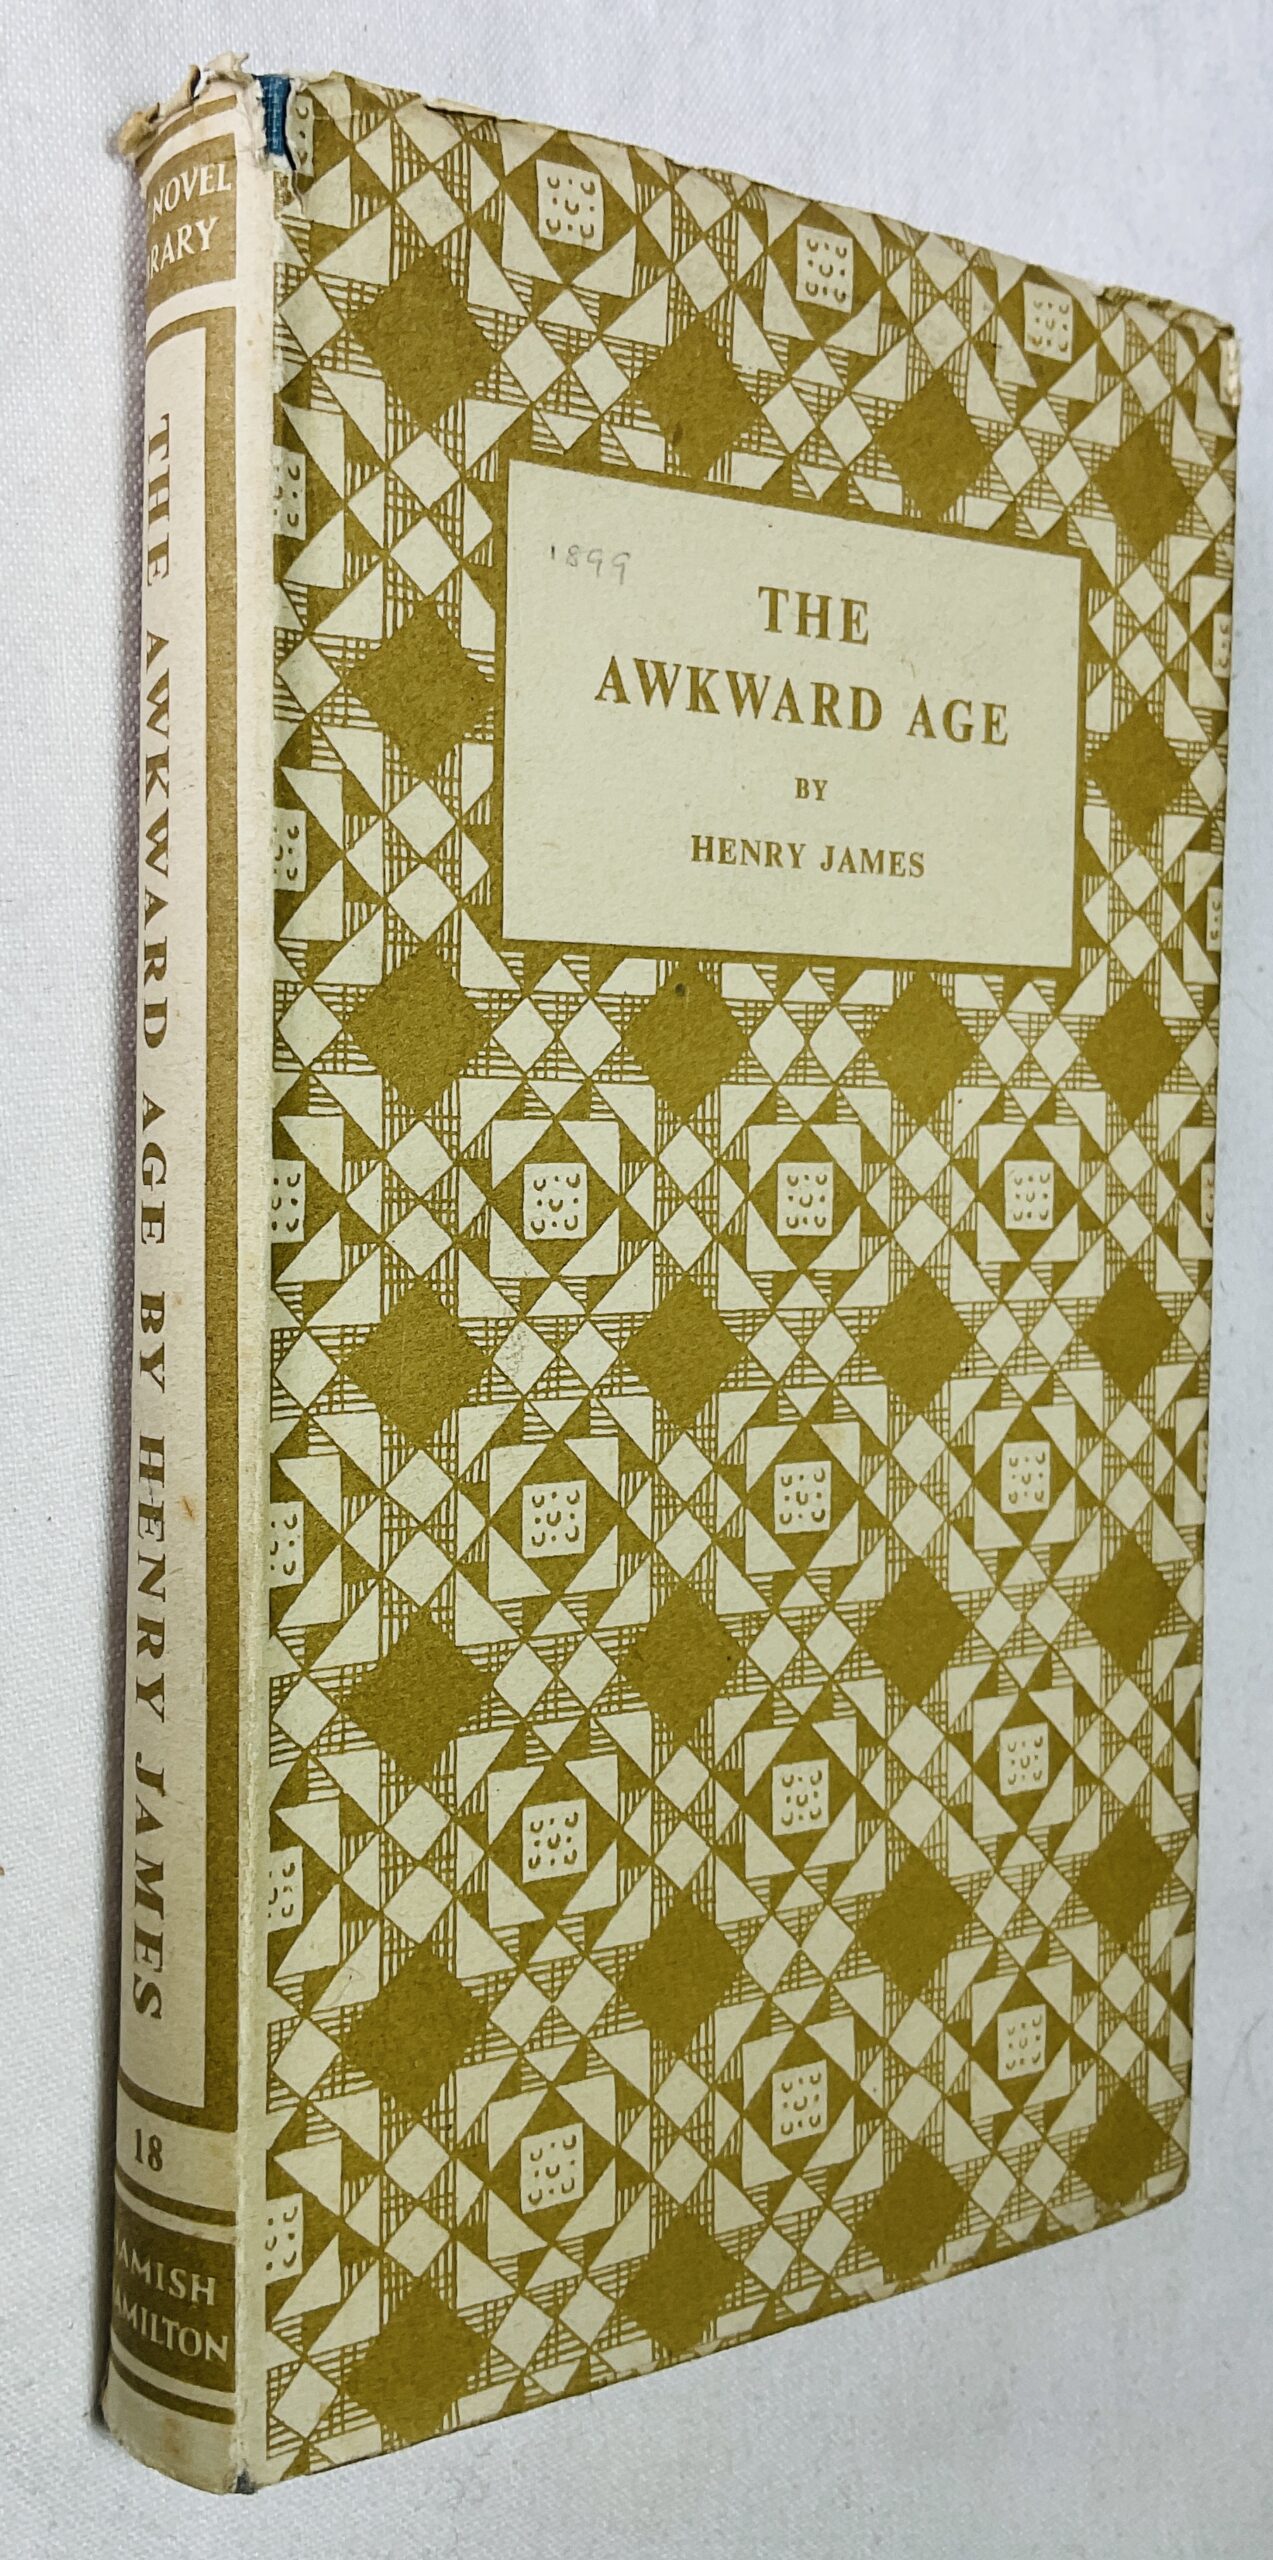 NOVEL
RARY
THE AWKWARD AGE BY HENRY JAMES
18
AMISH
AMILTON
1899
THE
AWKWARD AGE
BY
HENRY JAMES